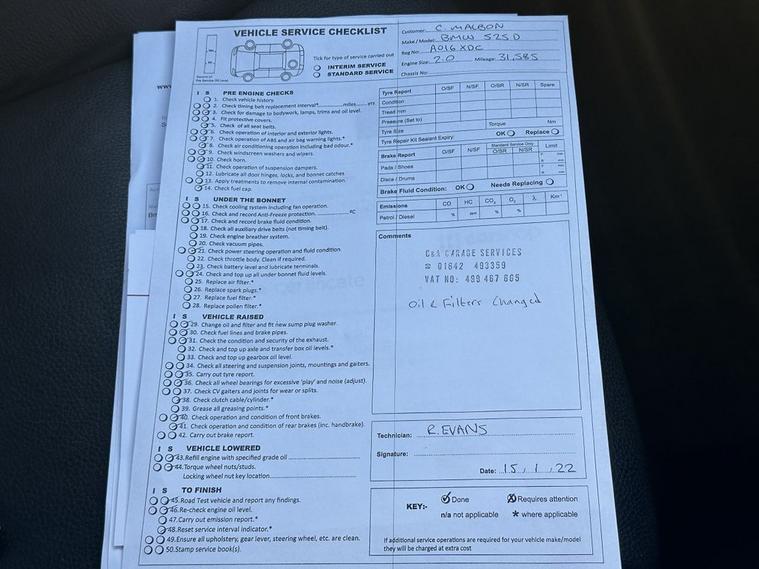 VEHICLE SERVICE CHECKLIST
Tick for type of service carried out
INTERIM SERVICE
STANDARD SERVICE
Customer: C. MALBON
Make / Model: BMW 525D
Reg No: AO16 XDC
Engine Size: 2.0 Mileage: 31,585
Chassis No:
I S PRE ENGINE CHECKS
1. Check vehicle history.
2. Check timing belt replacement interval* miles yrs
3. Check for damage to bodywork, lamps, trims and oil level.
4. Fit protective covers.
5. Check of all seat belts.
6. Check operation of interior and exterior lights.
7. Check operation of ABS and air bag warning lights.*
8. Check air conditioning operation including bad odour.*
9. Check windscreen washers and wipers.
10. Check horn.
11. Check operation of suspension dampers.
12. Lubricate all door hinges, locks, and bonnet catches
13. Apply treatments to remove internal contamination.
14. Check fuel cap.
I S UNDER THE BONNET
15. Check cooling system including fan operation.
16. Check and record Anti-Freeze protection. ºC
17. Check and record brake fluid condition.
18. Check all auxiliary drive belts (not timing belt).
19. Check engine breather system.
20. Check vacuum pipes.
21. Check power steering operation and fluid condition.
22. Check throttle body. Clean if required.
23. Check battery level and lubricate terminals.
24. Check and top up all under bonnet fluid levels.
25. Replace air filter.*
26. Replace spark plugs.*
27. Replace fuel filter.*
28. Replace pollen filter.*
I S VEHICLE RAISED
29. Change oil and filter and fit new sump plug washer.
30. Check fuel lines and brake pipes.
31. Check the condition and security of the exhaust.
32. Check and top up axle and transfer box oil levels.*
33. Check and top up gearbox oil level.
34. Check all steering and suspension joints, mountings and gaiters.
35. Carry out tyre report.
36. Check all wheel bearings for excessive 'play' and noise (adjust).
37. Check CV gaiters and joints for wear or splits.
38. Check clutch cable/cylinder.*
39. Grease all greasing points.*
40. Check operation and condition of front brakes.
41. Check operation and condition of rear brakes (inc. handbrake).
42. Carry out brake report.
I S VEHICLE LOWERED
43. Refill engine with specified grade oil
44. Torque wheel nuts/studs.
Locking wheel nut key location
I S TO FINISH
45. Road Test vehicle and report any findings.
46. Re-check engine oil level.
47. Carry out emission report.*
48. Reset service interval indicator.*
49. Ensure all upholstery, gear lever, steering wheel, etc. are clean.
50. Stamp service book(s).
Tyre Report O/SF N/SF O/SR N/SR Spare
Condition
Tread mm
Pressure (Set to)
Tyre Size Torque Nm
Tyre Repair Kit Sealant Expiry: OK Replace
Brake Report O/SF N/SF Standard Service Only O/SR N/SR Limit
Pads / Shoes
Discs / Drums
Brake Fluid Condition: OK Needs Replacing
Emissions CO HC CO₂ O₂ λ Km⁻¹
Petrol / Diesel % % %
Comments
C&A GARAGE SERVICES
☎ 01642 493359
VAT NO: 499 467 665
Oil & Filters Changed
Technician: R. EVANS
Signature:
Date: 15 / 1 / 22
KEY:- Done Requires attention
n/a not applicable * where applicable
If additional service operations are required for your vehicle make/model
they will be charged at extra cost